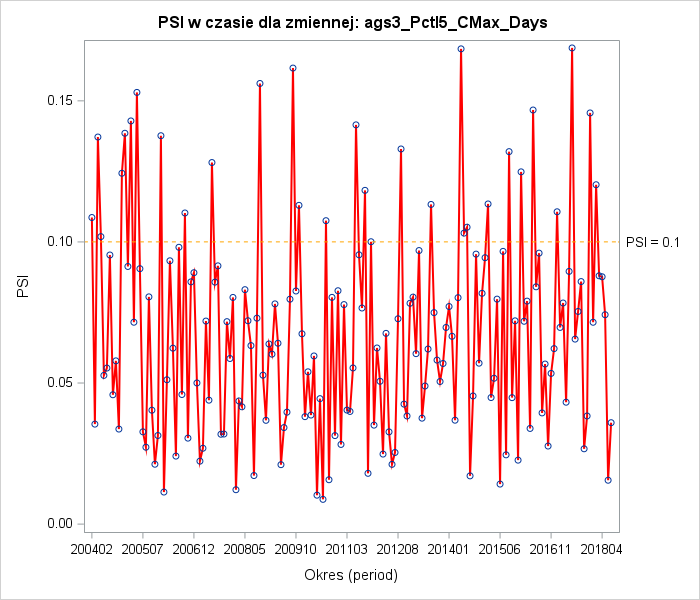 PSI w czasie dla zmiennej: ags3_Pctl5_CMax_Days
0.15
0.10
0.05
0.00
PSI
PSI = 0.1
200402 200507 200612 200805 200910 201103 201208 201401 201506 201611 201804
Okres (period)